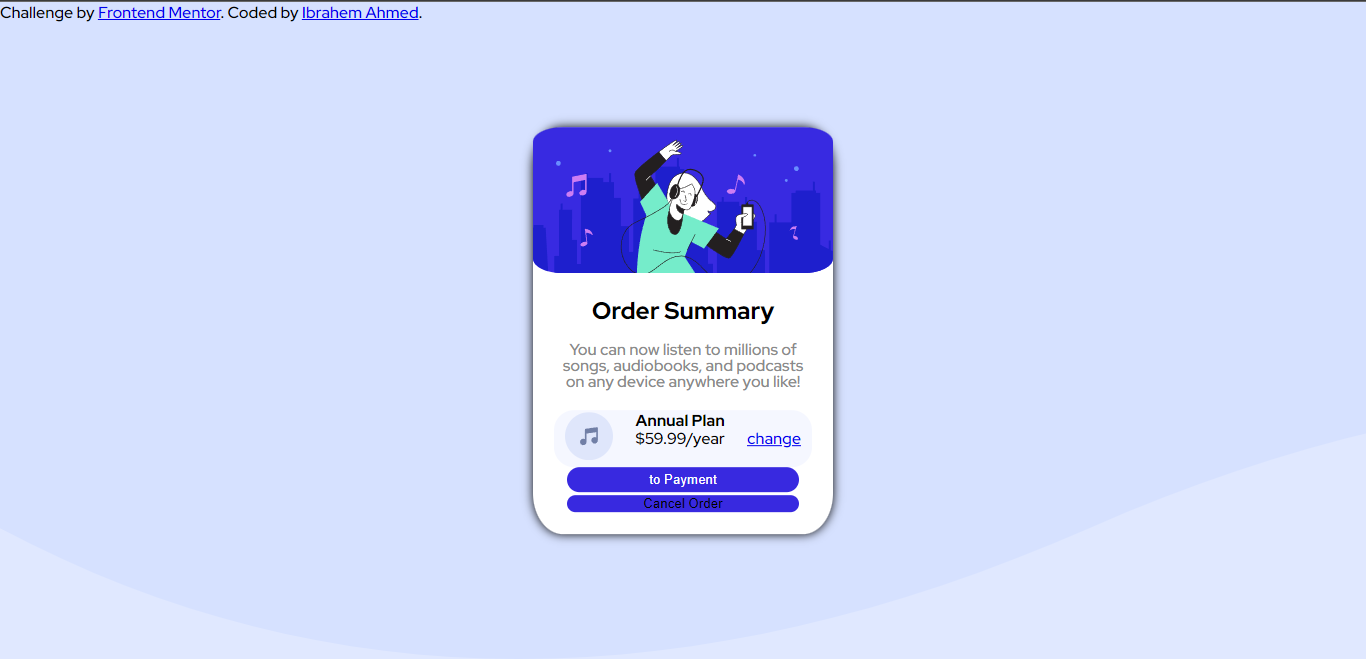 Challenge by Frontend Mentor. Coded by Ibrahem Ahmed.
Order Summary
You can now listen to millions of
songs, audiobooks, and podcasts
on any device anywhere you like!
Annual Plan
$59.99/year change
to Payment
Cancel Order